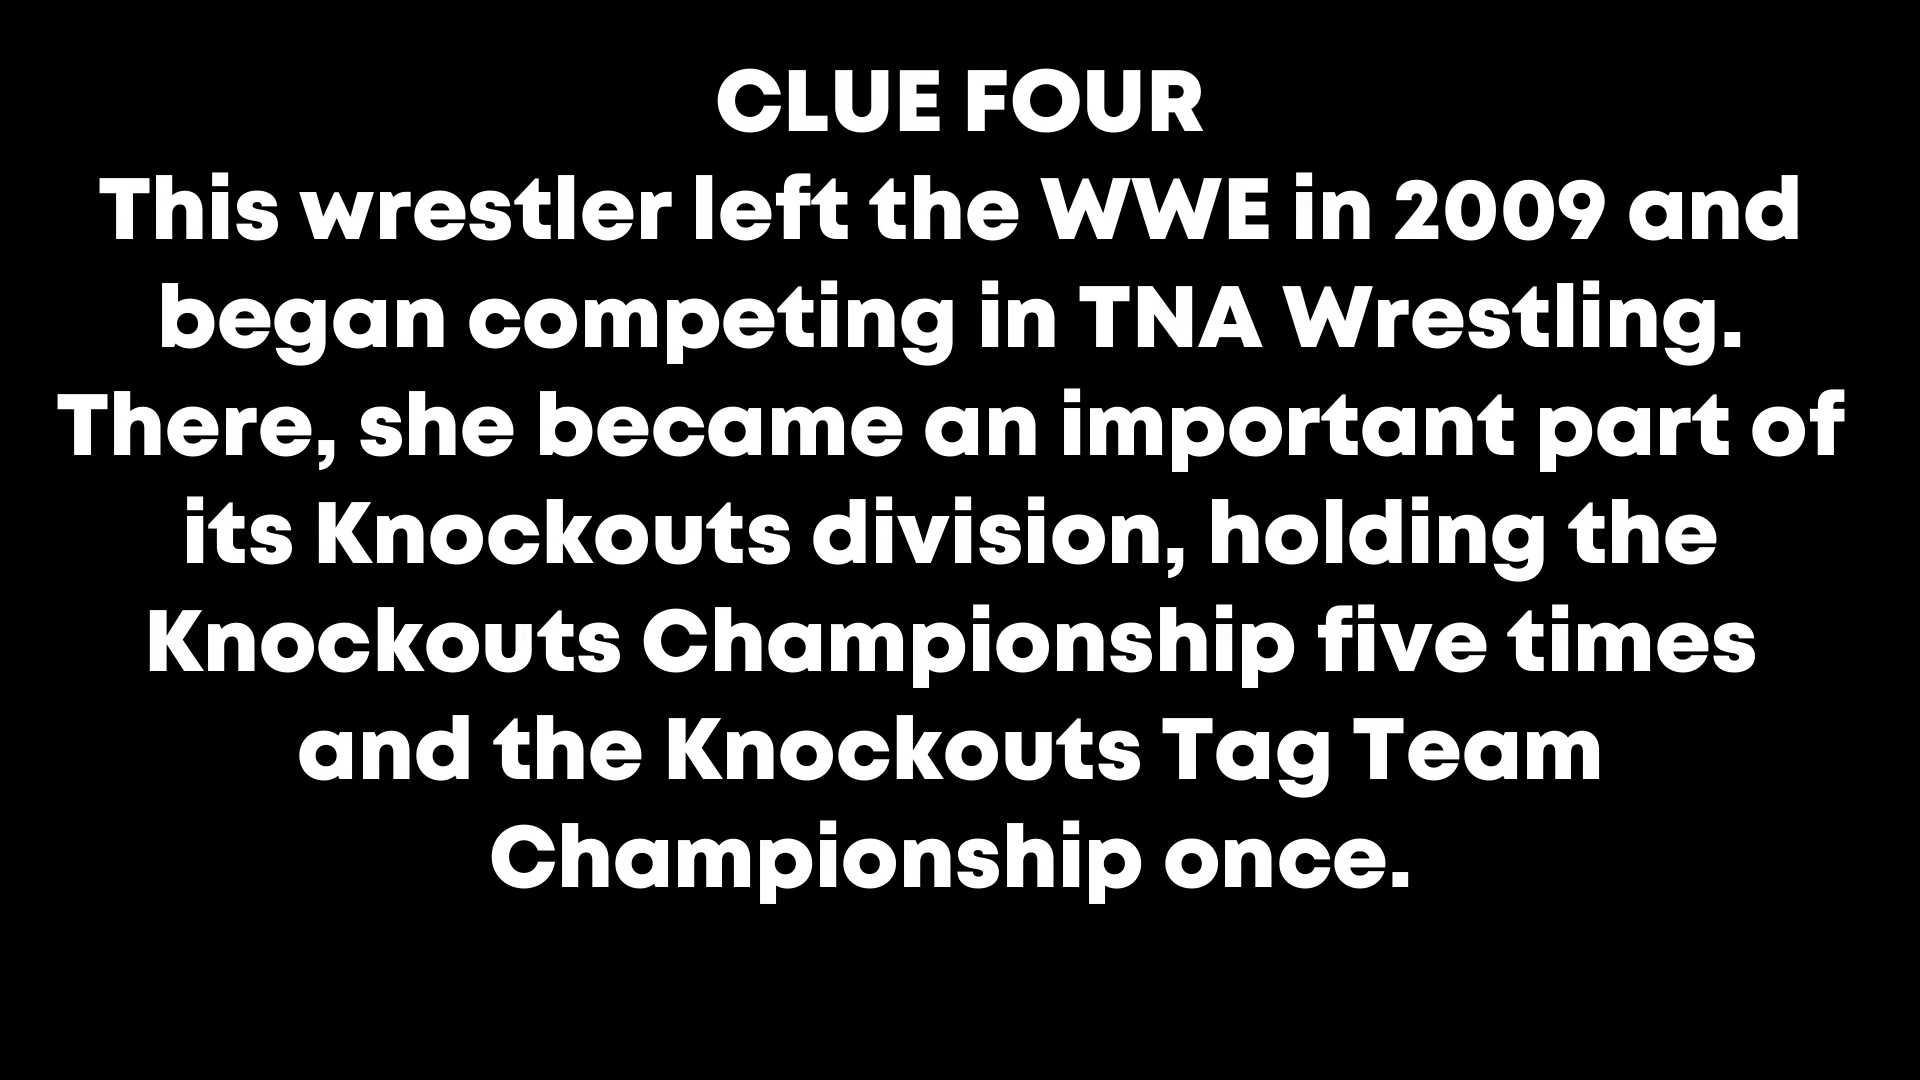 CLUE FOUR
This wrestler left the WWE in 2009 and
began competing in TNA Wrestling.
There, she became an important part of
its Knockouts division, holding the
Knockouts Championship five times
and the Knockouts Tag Team
Championship once.